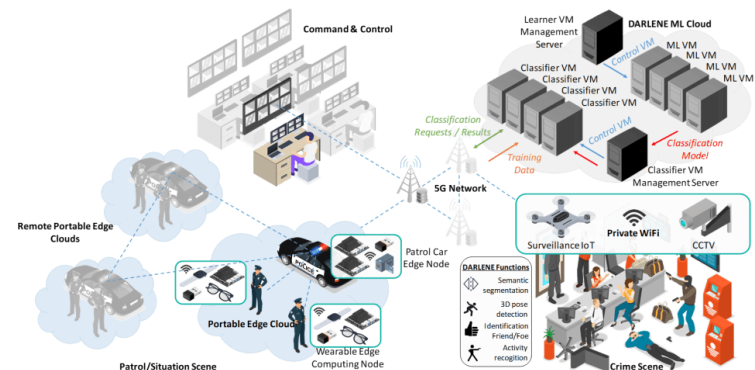 Command & Control
Learner VM
Management
Server
DARLENE ML Cloud
Control VM
ML VM
ML VM
ML VM
ML VM
Classifier VM
Classifier VM
Classifier VM
Classifier VM
Classification
Requests / Results
Control VM
Training
Data
Classification
Model
Classifier VM
Management Server
5G Network
Remote Portable Edge
Clouds
Patrol Car
Edge Node
POLICE
Portable Edge Cloud
Wearable Edge
Computing Node
Patrol/Situation Scene
Surveillance IoT
Private WiFi
CCTV
DARLENE Functions
Semantic
segmentation
3D pose
detection
Identification
Friend/Foe
Activity
recogition
Crime Scene